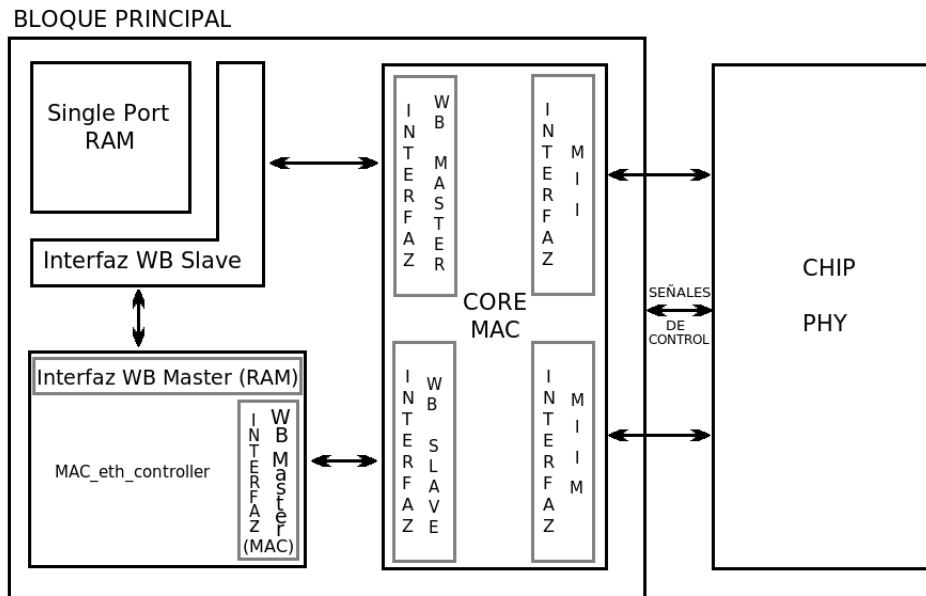 BLOQUE PRINCIPAL
Single Port
RAM
Interfaz WB Slave
Interfaz WB Master (RAM)
MAC_eth_controller
INTERFAZ
WB Master
(MAC)
INTERFAZ
WB MASTER
INTERFAZ
MII
CORE
MAC
INTERFAZ
WB SLAVE
INTERFAZ
MIIM
SEÑALES
DE
CONTROL
CHIP
PHY